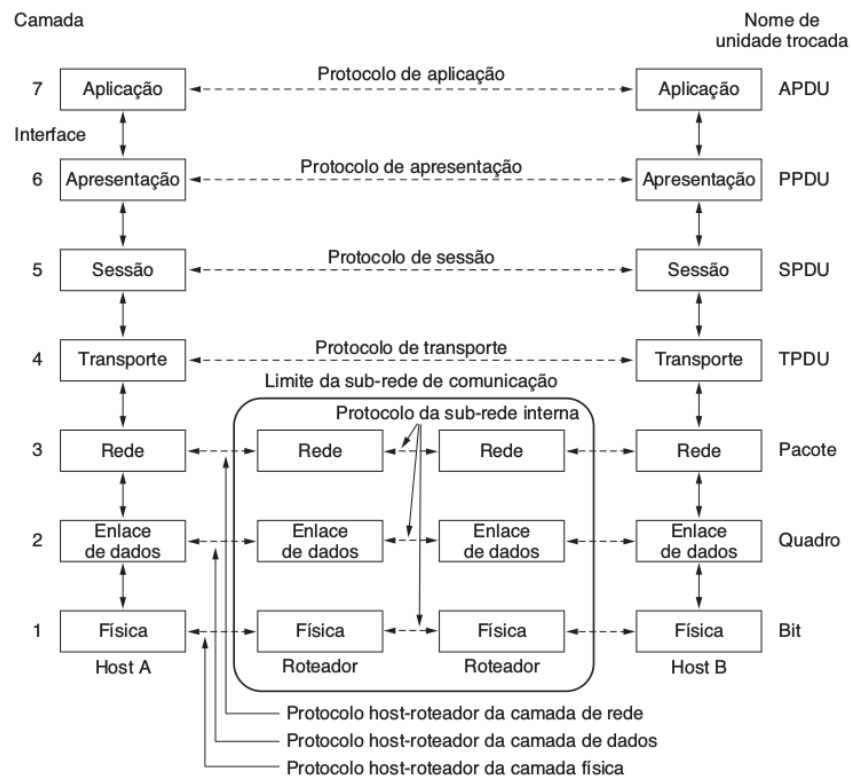 Camada
Nome de
unidade trocada
Protocolo de aplicação
7
Aplicação
Aplicação
APDU
Interface
Protocolo de apresentação
6
Apresentação
Apresentação
PPDU
Protocolo de sessão
5
Sessão
Sessão
SPDU
Protocolo de transporte
4
Transporte
Transporte
TPDU
Limite da sub-rede de comunicação
Protocolo da sub-rede interna
3
Rede
Rede
Rede
Rede
Pacote
2
Enlace
de dados
Enlace
de dados
Enlace
de dados
Enlace
de dados
Quadro
1
Física
Física
Física
Física
Bit
Host A
Roteador
Roteador
Host B
Protocolo host-roteador da camada de rede
Protocolo host-roteador da camada de dados
Protocolo host-roteador da camada física